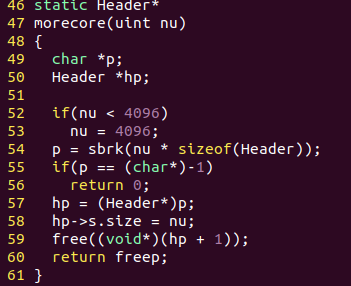 46 static Header*
47 morecore(uint nu)
48 {
49   char *p;
50   Header *hp;
51
52   if(nu < 4096)
53     nu = 4096;
54   p = sbrk(nu * sizeof(Header));
55   if(p == (char*)-1)
56     return 0;
57   hp = (Header*)p;
58   hp->s.size = nu;
59   free((void*)(hp + 1));
60   return freep;
61 }